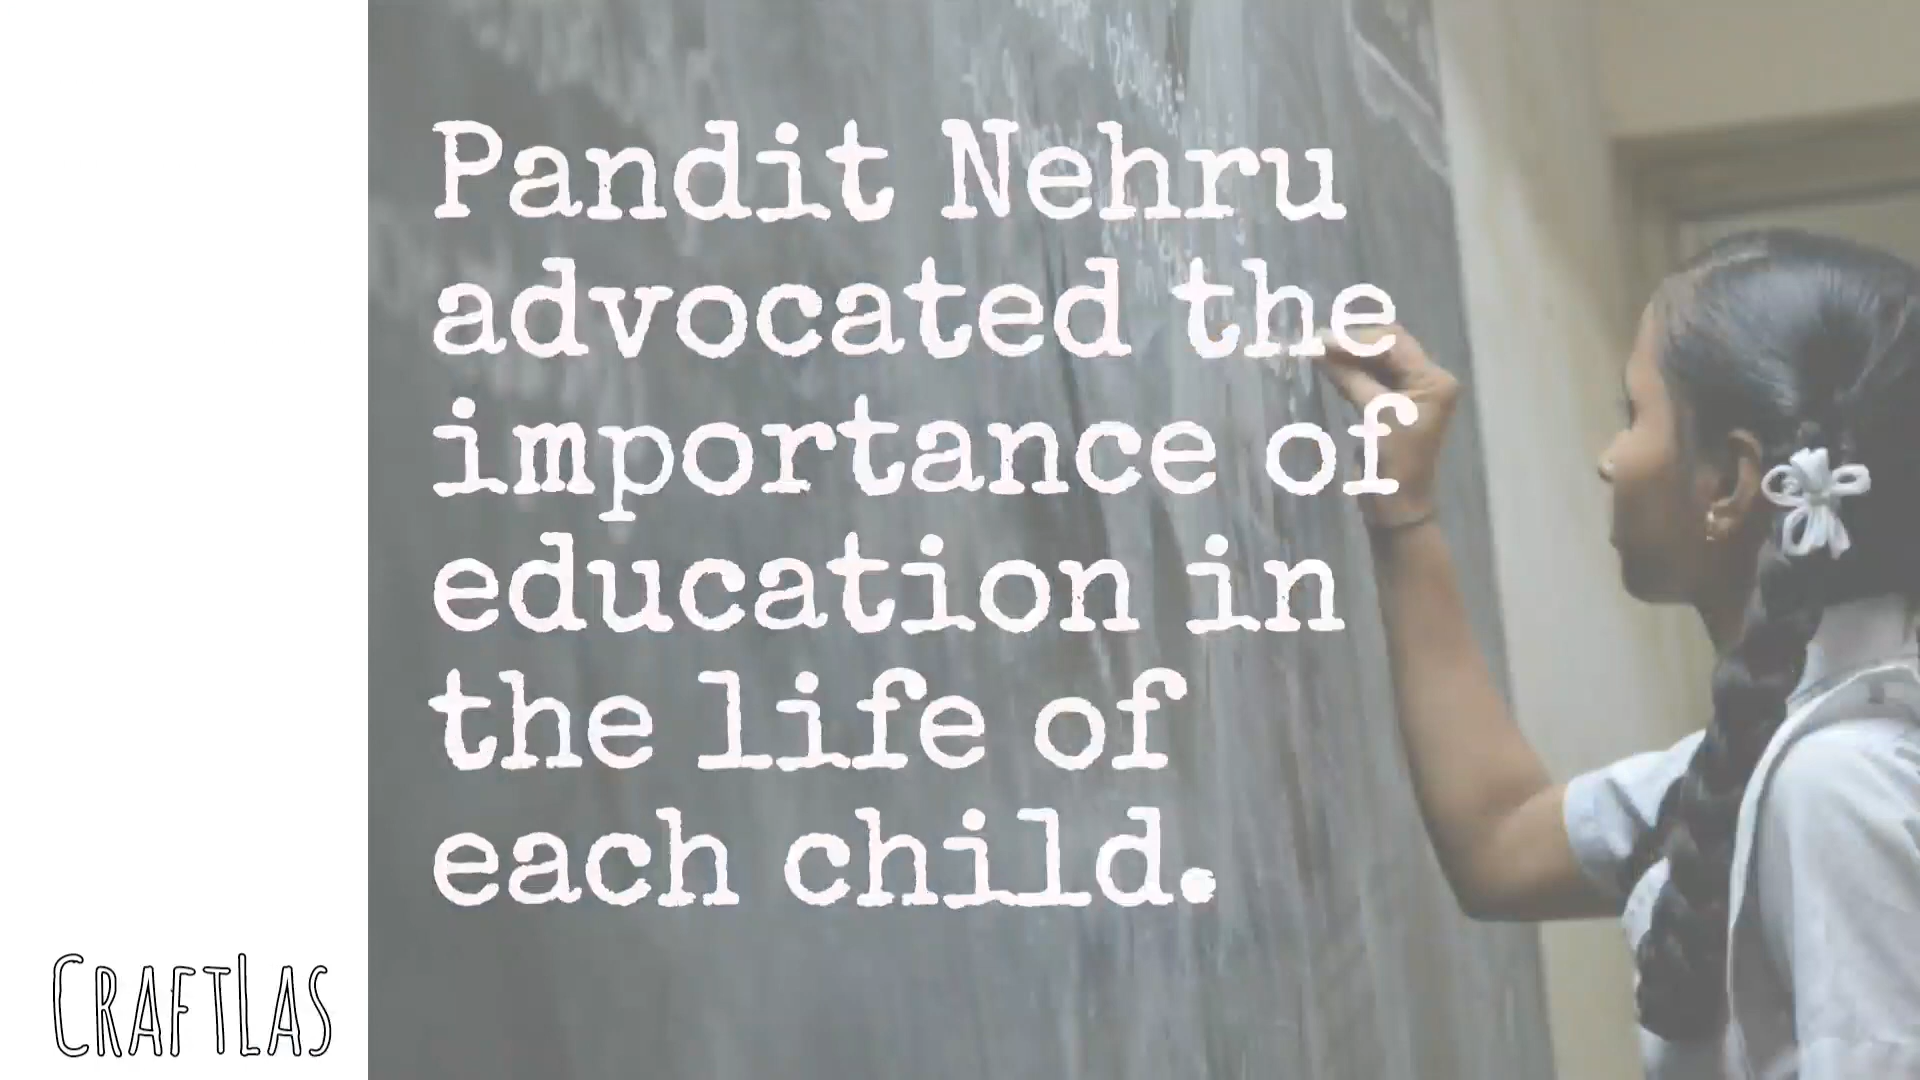 Pandit Nehru
advocated the
importance of
education in
the life of
each child.
CRAFTLAS